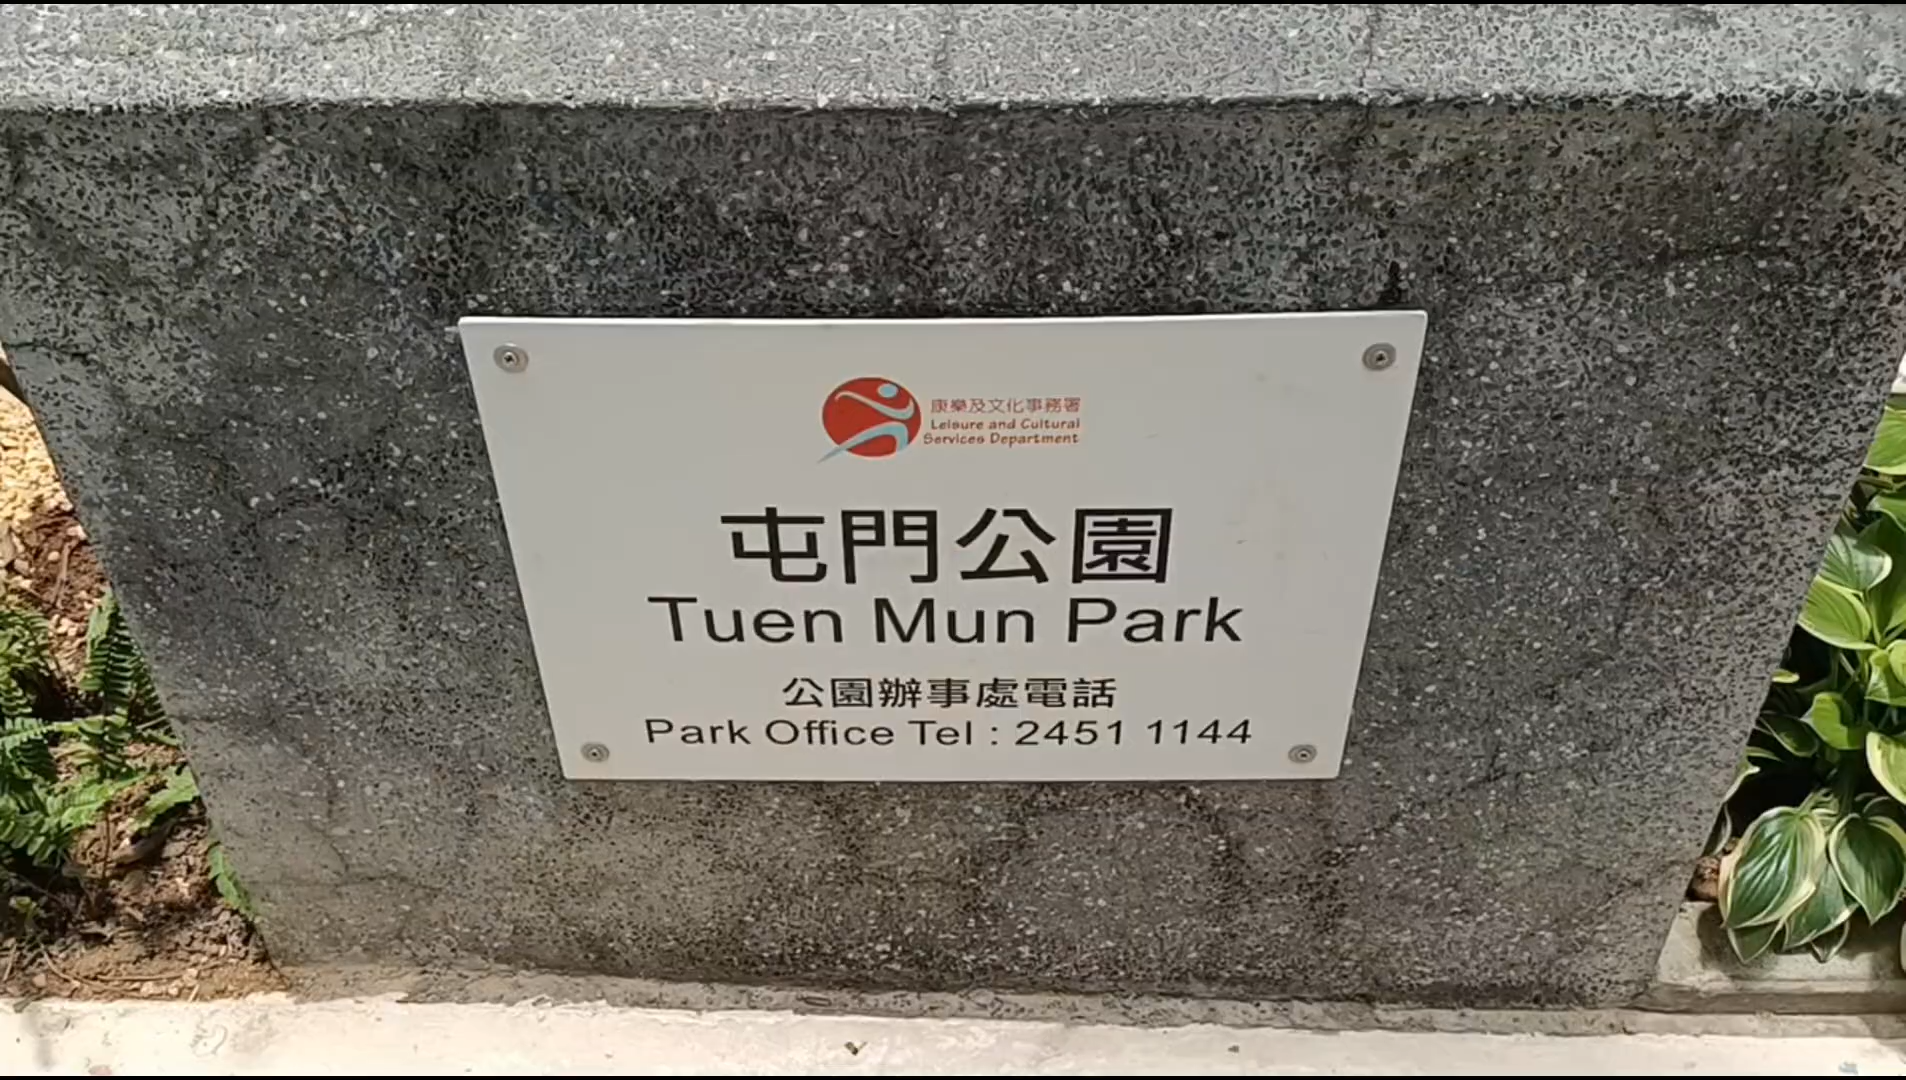 康樂及文化事務署
Leisure and Cultural
Services Department
屯門公園
Tuen Mun Park
公園辦事處電話
Park Office Tel : 2451 1144